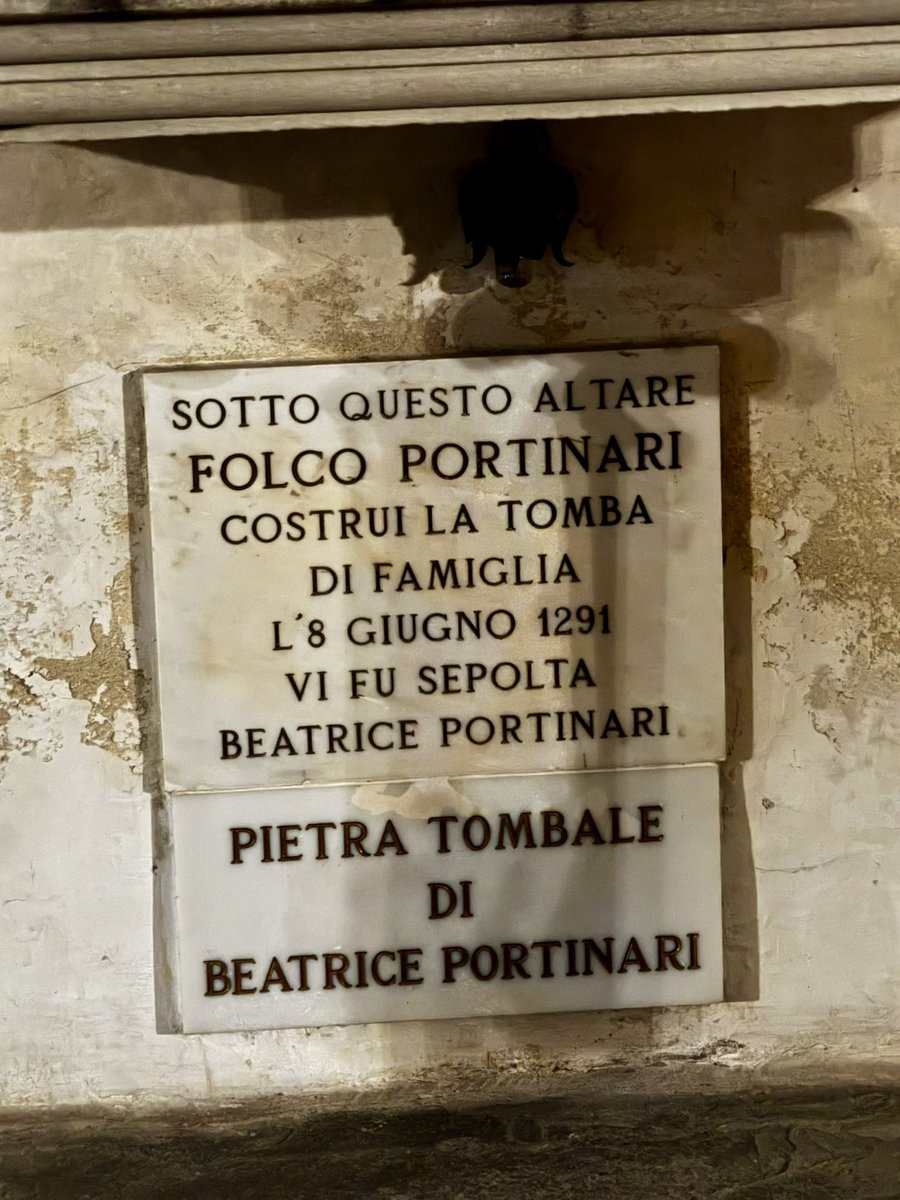 SOTTO QUESTO ALTARE
FOLCO PORTINARI
COSTRUI LA TOMBA
DI FAMIGLIA
L'8 GIUGNO 1291
VI FU SEPOLTA
BEATRICE PORTINARI
PIETRA TOMBALE
DI
BEATRICE PORTINARI